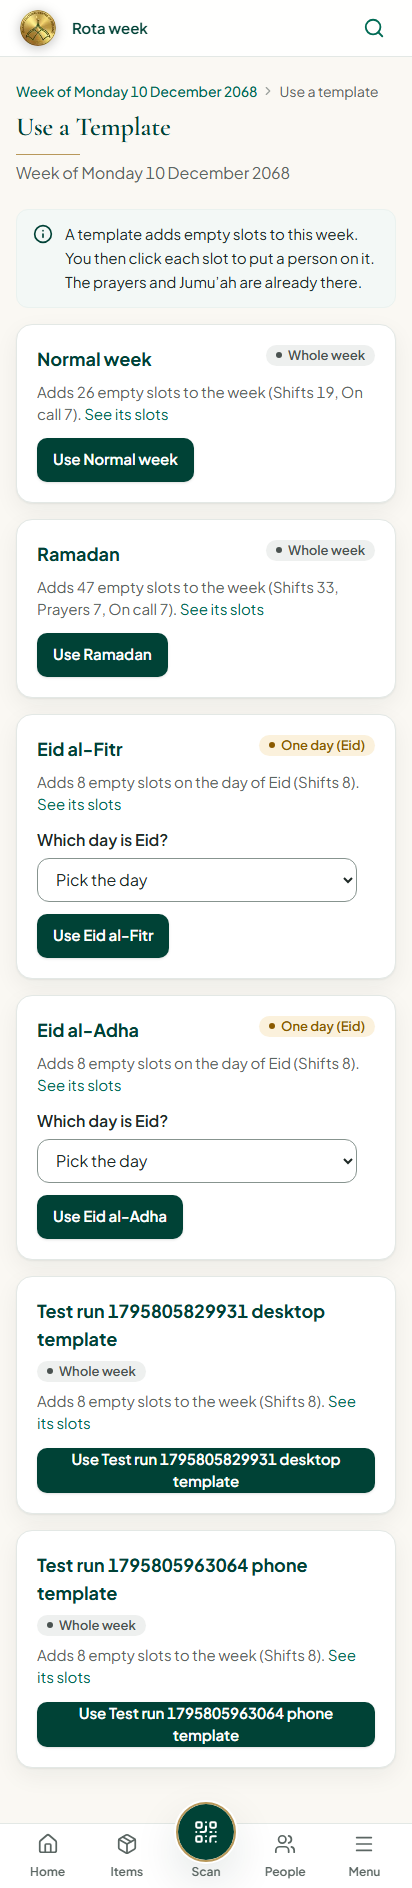 Rota week
Week of Monday 10 December 2068 > Use a template
Use a Template
Week of Monday 10 December 2068
A template adds empty slots to this week.
You then click each slot to put a person on it.
The prayers and Jumu'ah are already there.
Normal week
Whole week
Adds 26 empty slots to the week (Shifts 19, On
call 7). See its slots
Use Normal week
Ramadan
Whole week
Adds 47 empty slots to the week (Shifts 33,
Prayers 7, On call 7). See its slots
Use Ramadan
Eid al-Fitr
One day (Eid)
Adds 8 empty slots on the day of Eid (Shifts 8).
See its slots
Which day is Eid?
Pick the day
Use Eid al-Fitr
Eid al-Adha
One day (Eid)
Adds 8 empty slots on the day of Eid (Shifts 8).
See its slots
Which day is Eid?
Pick the day
Use Eid al-Adha
Test run 1795805829931 desktop
template
Whole week
Adds 8 empty slots to the week (Shifts 8). See
its slots
Use Test run 1795805829931 desktop
template
Test run 1795805963064 phone
template
Whole week
Adds 8 empty slots to the week (Shifts 8). See
its slots
Use Test run 1795805963064 phone
template
Home
Items
Scan
People
Menu